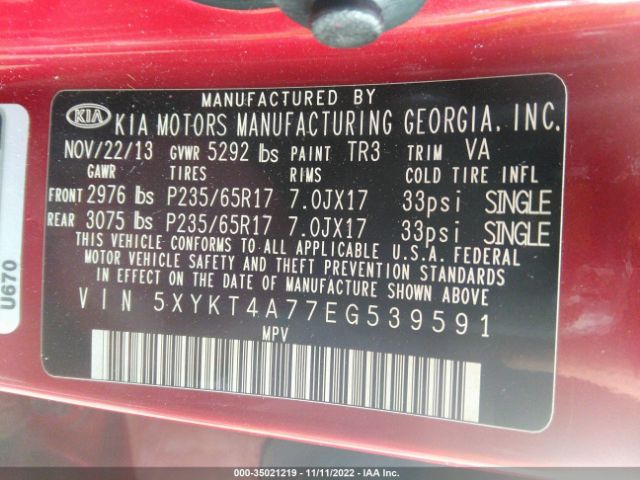 MANUFACTURED BY
KIA KIA MOTORS MANUFACTURING GEORGIA, INC.
NOV/22/13 GVWR 5292 lbs PAINT TR3 TRIM VA
GAWR TIRES RIMS COLD TIRE INFL
FRONT 2976 lbs P235/65R17 7.0JX17 33psi SINGLE
REAR 3075 lbs P235/65R17 7.0JX17 33psi SINGLE
THIS VEHICLE CONFORMS TO ALL APPLICABLE U.S.A. FEDERAL
MOTOR VEHICLE SAFETY AND THEFT PREVENTION STANDARDS
IN EFFECT ON THE DATE OF MANUFACTURE SHOWN ABOVE.
VIN 5XYKT4A77EG539591
MPV
U670
000-35021219 - 11/11/2022 - IAA Inc.